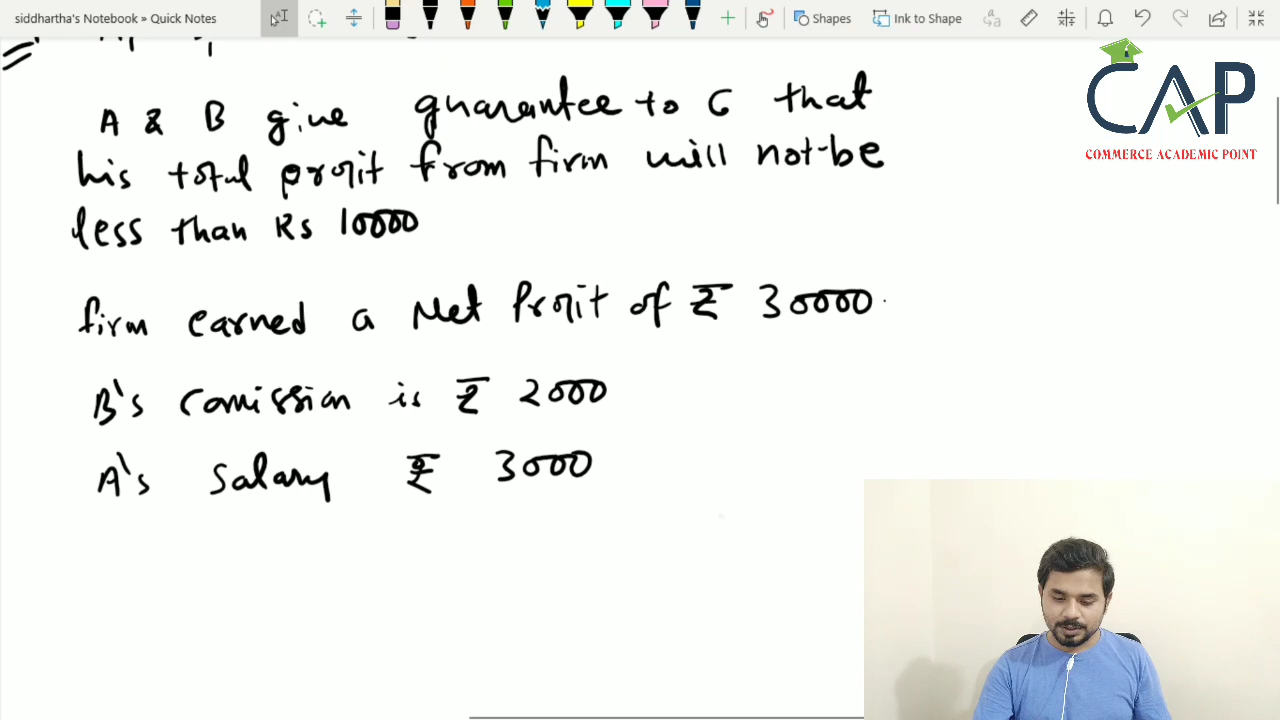 siddhartha's Notebook » Quick Notes
Shapes
Ink to Shape
CAP
COMMERCE ACADEMIC POINT
A & B give guarantee to C that
his total profit from firm will not be
less than Rs 10000
firm earned a Net Profit of ₹ 30000
B's Comission is ₹ 2000
A's Salary ₹ 3000